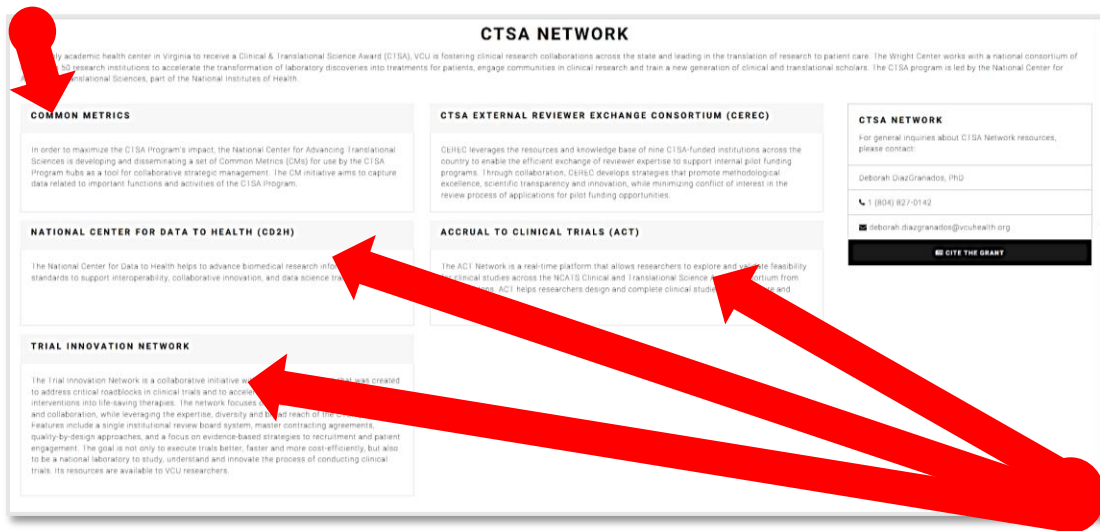 CTSA NETWORK
ly academic health center in Virginia to receive a Clinical & Translational Science Award (CTSA), VCU is fostering clinical research collaborations across the state and leading in the translation of research to patient care. The Wright Center works with a national consortium of
50 research institutions to accelerate the transformation of laboratory discoveries into treatments for patients, engage communities in clinical research and train a new generation of clinical and translational scholars. The CTSA program is led by the National Center for
A Translational Sciences, part of the National Institutes of Health.
COMMON METRICS
In order to maximize the CTSA Program's impact, the National Center for Advancing Translational
Sciences is developing and disseminating a set of Common Metrics (CMs) for use by the CTSA
Program hubs as a tool for collaborative strategic management. The CM initiative aims to capture
data related to important functions and activities of the CTSA Program.
CTSA EXTERNAL REVIEWER EXCHANGE CONSORTIUM (CEREC)
CEREC leverages the resources and knowledge base of nine CTSA-funded institutions across the
country to enable the efficient exchange of reviewer expertise to support internal pilot funding
programs. Through collaboration, CEREC develops strategies that promote methodological
excellence, scientific transparency and innovation, while minimizing conflict of interest in the
review process of applications for pilot funding opportunities.
CTSA NETWORK
For general inquiries about CTSA Network resources,
please contact:
Deborah DiazGranados, PhD
1 (804) 827-0142
deborah.diazgranados@vcuhealth.org
CITE THE GRANT
NATIONAL CENTER FOR DATA TO HEALTH (CD2H)
The National Center for Data to Health helps to advance biomedical research info
standards to support interoperability, collaborative innovation, and data science tra
ACCRUAL TO CLINICAL TRIALS (ACT)
The ACT Network is a real-time platform that allows researchers to explore and validate feasibility
for clinical studies across the NCATS Clinical and Translational Science A ortium from
ns. ACT helps researchers design and complete clinical studie re and
TRIAL INNOVATION NETWORK
The Trial Innovation Network is a collaborative initiative w that was created
to address critical roadblocks in clinical trials and to accele
interventions into life-saving therapies. The network focuses
and collaboration, while leveraging the expertise, diversity and broad reach of the
Features include a single institutional review board system, master contracting agreements,
quality-by-design approaches, and a focus on evidence-based strategies to recruitment and patient
engagement. The goal is not only to execute trials better, faster and more cost-efficiently, but also
to be a national laboratory to study, understand and innovate the process of conducting clinical
trials. Its resources are available to VCU researchers.